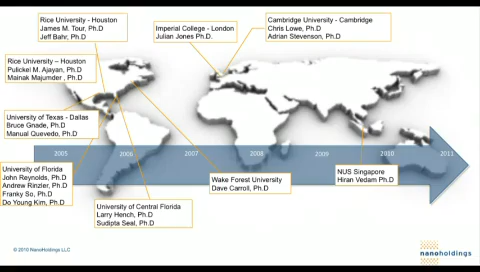 Rice University - Houston
James M. Tour, Ph.D
Jeff Bahr, Ph.D
Imperial College - London
Julian Jones Ph.D.
Cambridge University - Cambridge
Chris Lowe, Ph.D
Adrian Stevenson, Ph.D
Rice University – Houston
Pulickel M. Ajayan, Ph.D
Mainak Majumder , Ph.D
University of Texas - Dallas
Bruce Gnade, Ph.D
Manual Quevedo, Ph.D
2005
2006
2007
2008
2009
2010
2011
University of Florida
John Reynolds, Ph.D
Andrew Rinzler, Ph.D
Franky So, Ph.D
Do Young Kim, Ph.D
University of Central Florida
Larry Hench, Ph.D
Sudipta Seal, Ph.D
Wake Forest University
Dave Carroll, Ph.D
NUS Singapore
Hiran Vedam Ph.D
© 2010 NanoHoldings LLC
nanoholdings